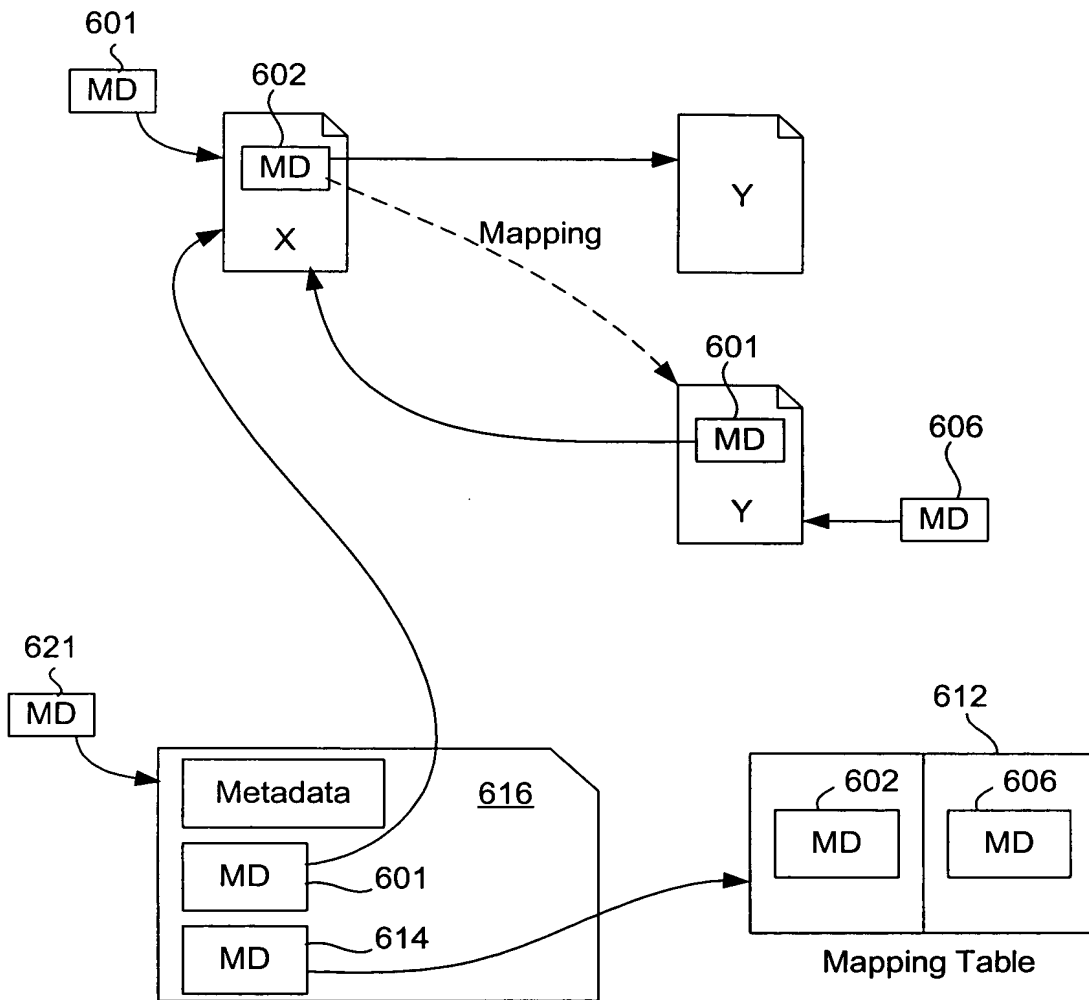 601
MD
602
MD
X
Y
Mapping
601
MD
Y
606
MD
621
MD
Metadata
616
MD
601
MD
614
612
602
606
MD
MD
Mapping Table